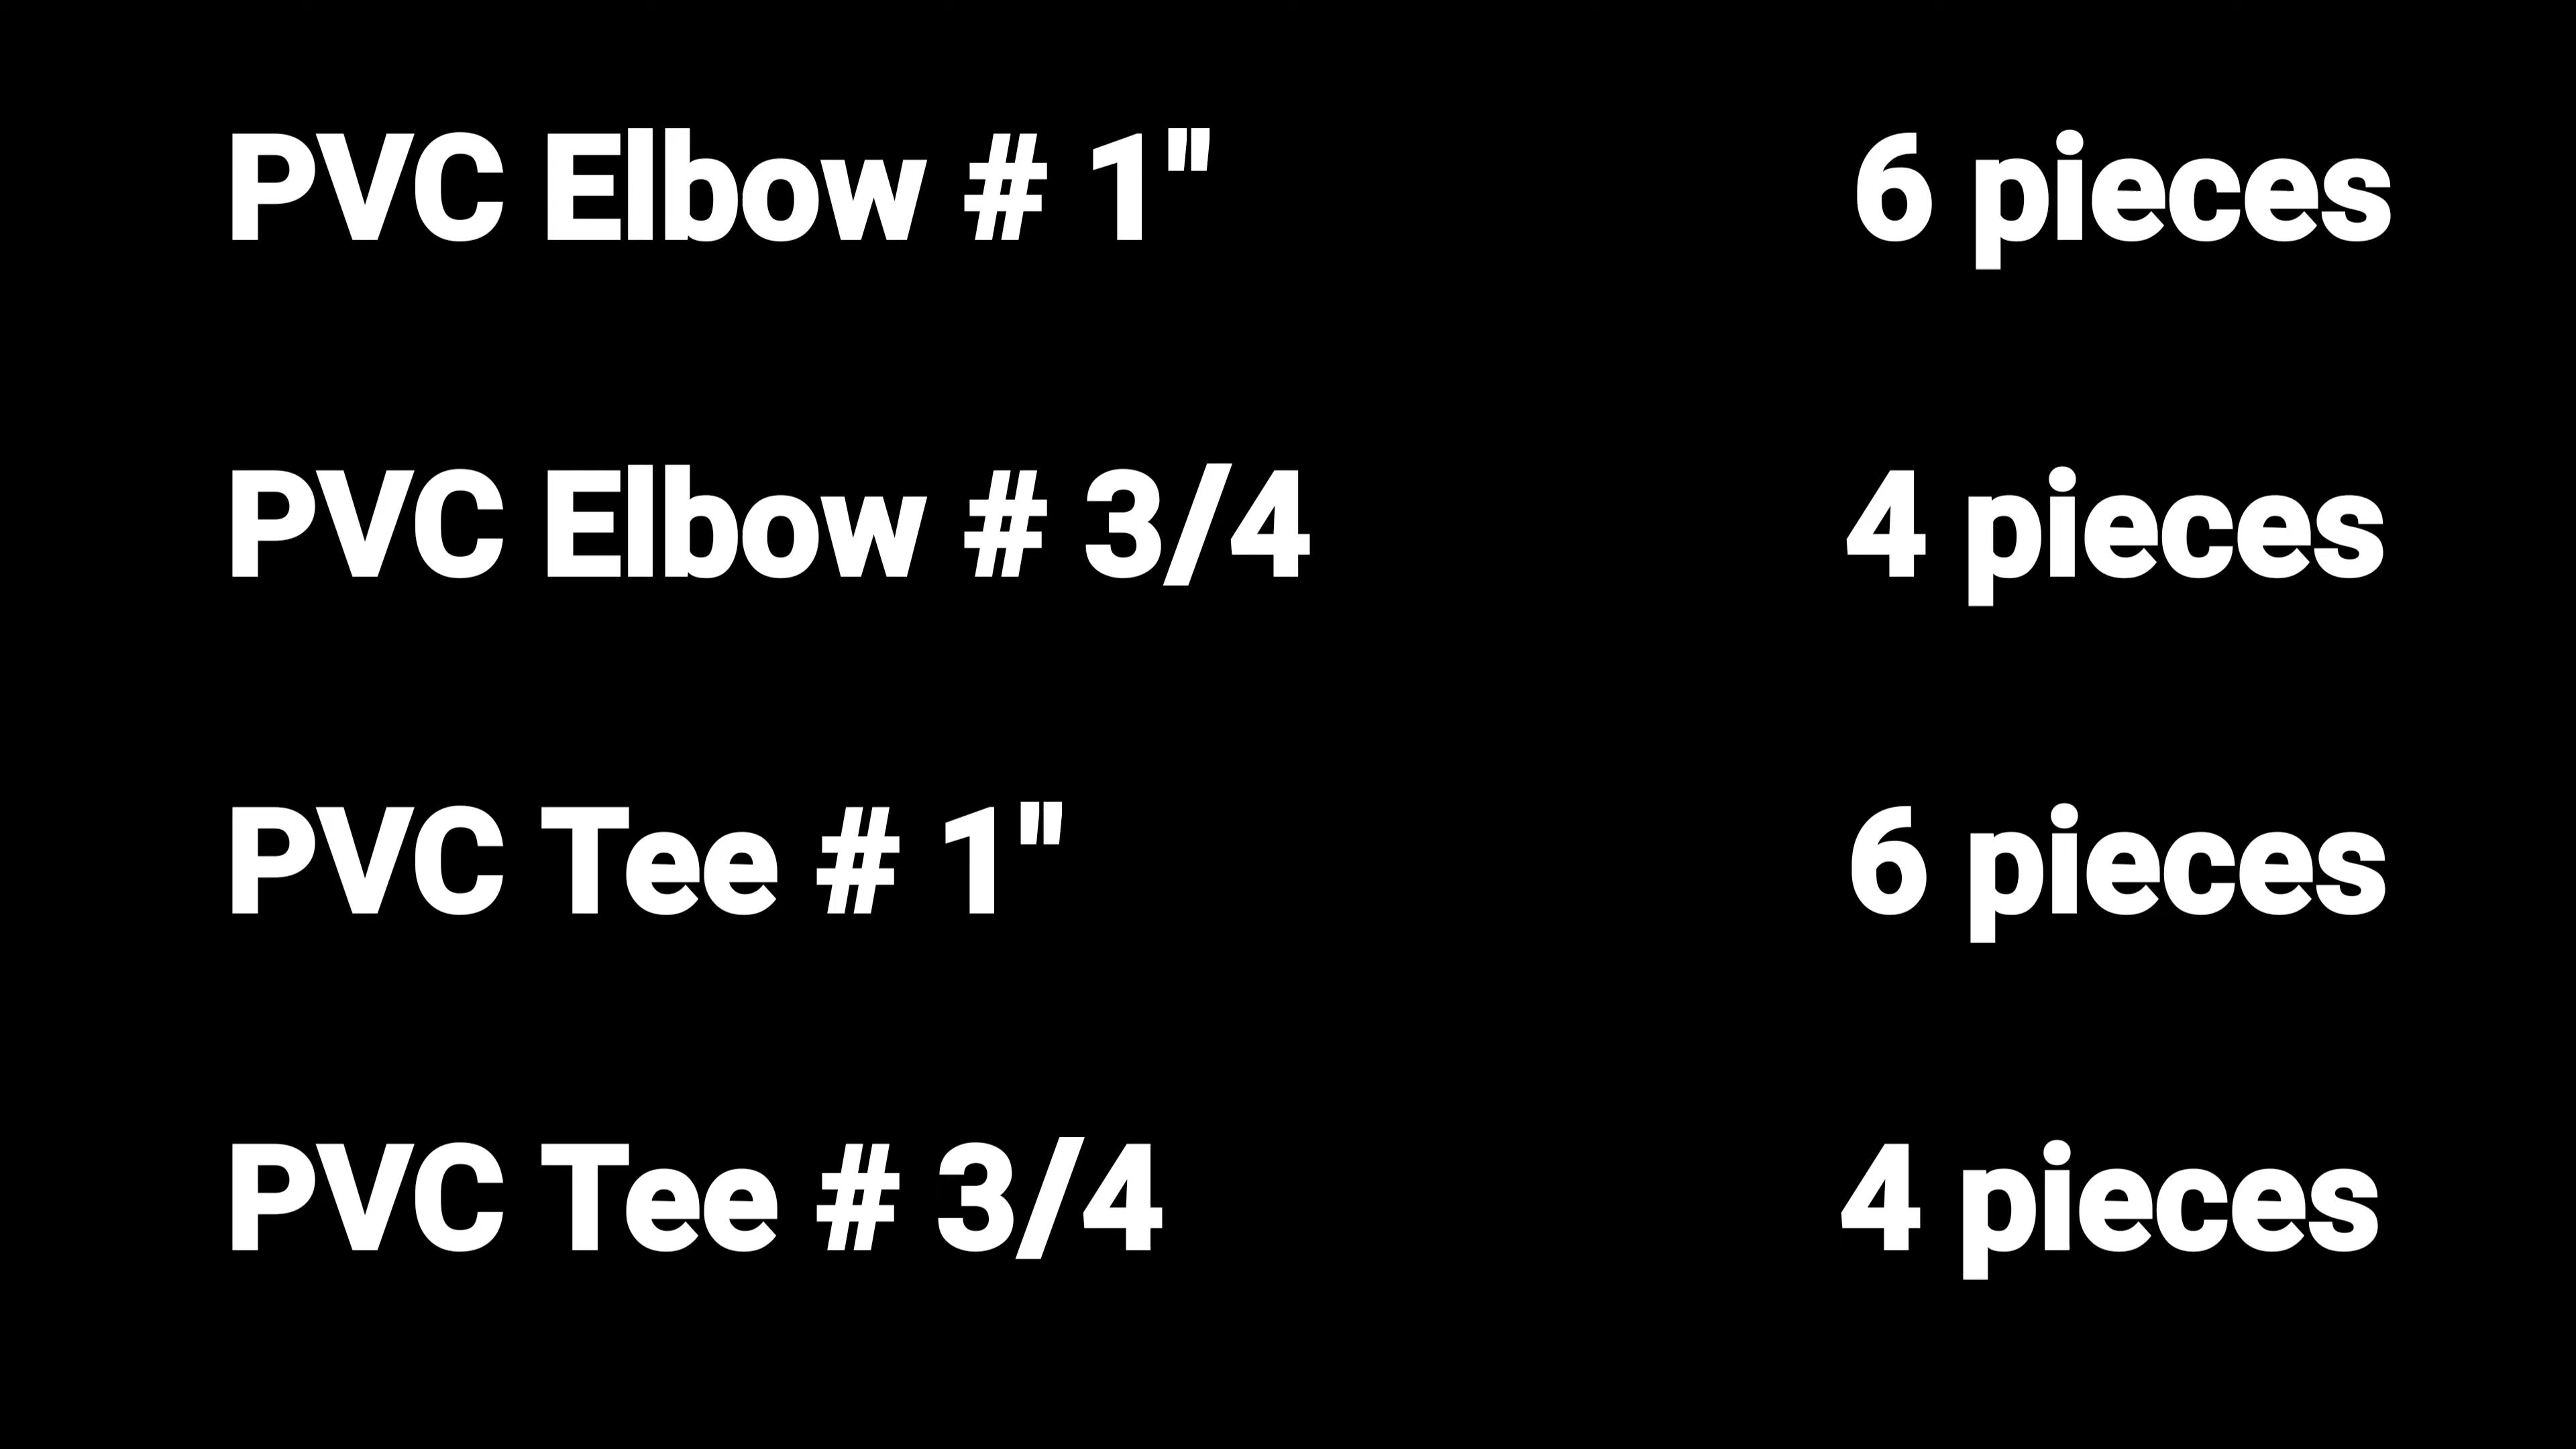 PVC Elbow # 1" 6 pieces
PVC Elbow # 3/4 4 pieces
PVC Tee # 1" 6 pieces
PVC Tee # 3/4 4 pieces